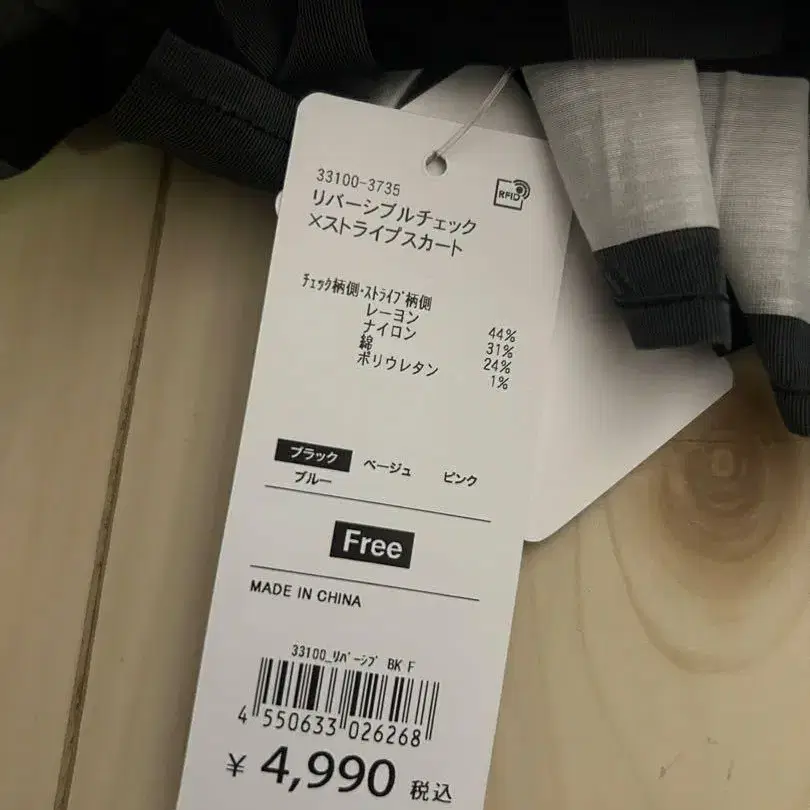 33100-3735
RFID
リバーシブルチェック
×ストライプスカート
ﾁｪｯｸ柄側･ｽﾄﾗｲﾌﾟ柄側
レーヨン 44%
ナイロン 31%
綿 24%
ポリウレタン 1%
ブラック ベージュ ピンク
ブルー
Free
MADE IN CHINA
33100_ﾘﾊﾞｰｼﾌﾞ BK F
4 550633 026268
¥ 4,990 税込